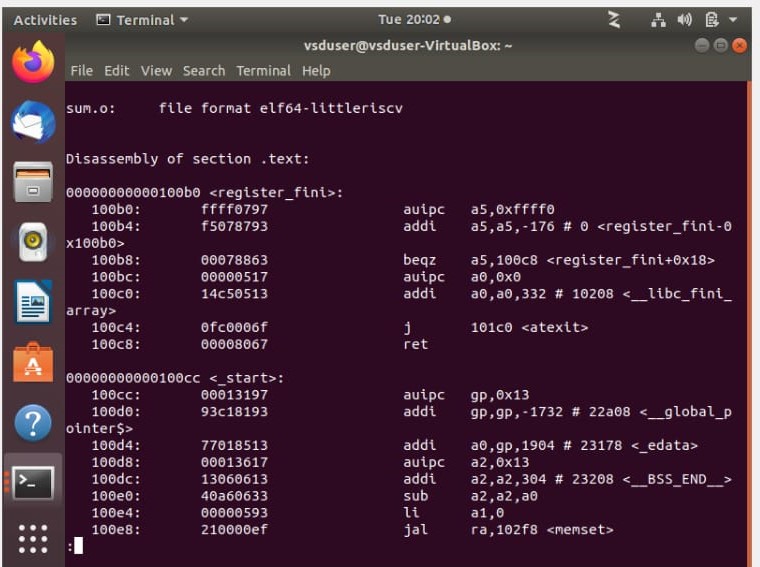 Activities Terminal Tue 20:02
vsduser@vsduser-VirtualBox: ~
File Edit View Search Terminal Help
sum.o:     file format elf64-littleriscv
Disassembly of section .text:
00000000000100b0 <register_fini>:
   100b0:       ffff0797                auipc   a5,0xffff0
   100b4:       f5078793                addi    a5,a5,-176 # 0 <register_fini-0
x100b0>
   100b8:       00078863                beqz    a5,100c8 <register_fini+0x18>
   100bc:       00000517                auipc   a0,0x0
   100c0:       14c50513                addi    a0,a0,332 # 10208 <__libc_fini_
array>
   100c4:       0fc0006f                j       101c0 <atexit>
   100c8:       00008067                ret
00000000000100cc <_start>:
   100cc:       00013197                auipc   gp,0x13
   100d0:       93c18193                addi    gp,gp,-1732 # 22a08 <__global_p
ointer$>
   100d4:       77018513                addi    a0,gp,1904 # 23178 <_edata>
   100d8:       00013617                auipc   a2,0x13
   100dc:       13060613                addi    a2,a2,304 # 23208 <__BSS_END__>
   100e0:       40a60633                sub     a2,a2,a0
   100e4:       00000593                li      a1,0
   100e8:       210000ef                jal     ra,102f8 <memset>
: